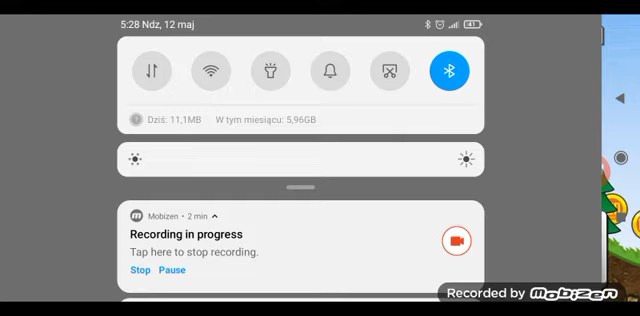 5:28 Ndz, 12 maj
41
Dziś: 11,1MB W tym miesiącu: 5,96GB
Mobizen • 2 min
Recording in progress
Tap here to stop recording.
Stop Pause
Recorded by mobizen